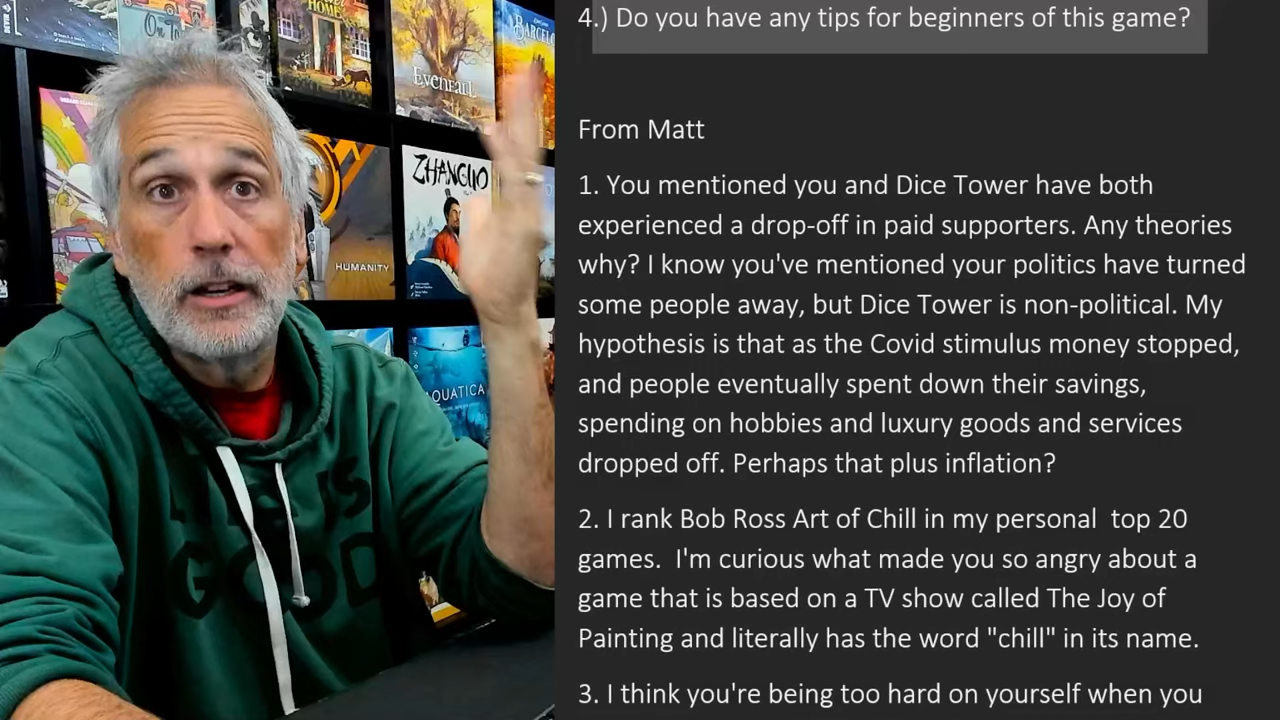 4.) Do you have any tips for beginners of this game?
From Matt
1. You mentioned you and Dice Tower have both
experienced a drop-off in paid supporters. Any theories
why? I know you've mentioned your politics have turned
some people away, but Dice Tower is non-political. My
hypothesis is that as the Covid stimulus money stopped,
and people eventually spent down their savings,
spending on hobbies and luxury goods and services
dropped off. Perhaps that plus inflation?
2. I rank Bob Ross Art of Chill in my personal  top 20
games.  I'm curious what made you so angry about a
game that is based on a TV show called The Joy of
Painting and literally has the word "chill" in its name.
3. I think you're being too hard on yourself when you
HOME
EVENFALL
ZHANGUO
HUMANITY
GOOD